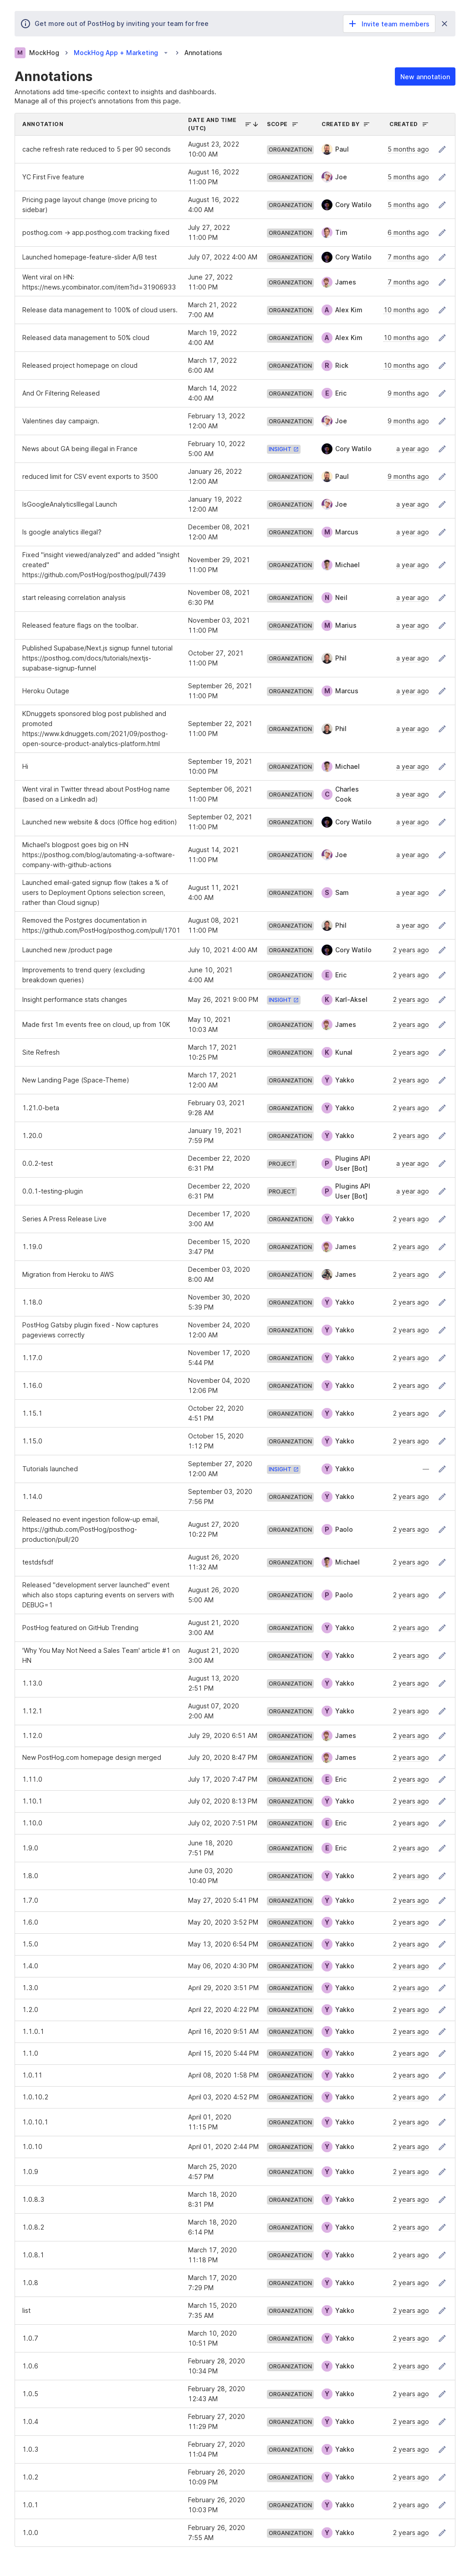 Get more out of PostHog by inviting your team for free
Invite team members
M MockHog > MockHog App + Marketing > Annotations
Annotations
New annotation
Annotations add time-specific context to insights and dashboards.
Manage all of this project's annotations from this page.
ANNOTATION DATE AND TIME (UTC) SCOPE CREATED BY CREATED
cache refresh rate reduced to 5 per 90 seconds August 23, 2022 10:00 AM ORGANIZATION Paul 5 months ago
YC First Five feature August 16, 2022 11:00 PM ORGANIZATION Joe 5 months ago
Pricing page layout change (move pricing to sidebar) August 16, 2022 4:00 AM ORGANIZATION Cory Watilo 5 months ago
posthog.com → app.posthog.com tracking fixed July 27, 2022 11:00 PM ORGANIZATION Tim 6 months ago
Launched homepage-feature-slider A/B test July 07, 2022 4:00 AM ORGANIZATION Cory Watilo 7 months ago
Went viral on HN: https://news.ycombinator.com/item?id=31906933 June 27, 2022 11:00 PM ORGANIZATION James 7 months ago
Release data management to 100% of cloud users. March 21, 2022 7:00 AM ORGANIZATION A Alex Kim 10 months ago
Released data management to 50% cloud March 19, 2022 4:00 AM ORGANIZATION A Alex Kim 10 months ago
Released project homepage on cloud March 17, 2022 6:00 AM ORGANIZATION R Rick 10 months ago
And Or Filtering Released March 14, 2022 4:00 AM ORGANIZATION E Eric 9 months ago
Valentines day campaign. February 13, 2022 12:00 AM ORGANIZATION Joe 9 months ago
News about GA being illegal in France February 10, 2022 5:00 AM INSIGHT Cory Watilo a year ago
reduced limit for CSV event exports to 3500 January 26, 2022 12:00 AM ORGANIZATION Paul 9 months ago
IsGoogleAnalyticsIllegal Launch January 19, 2022 12:00 AM ORGANIZATION Joe a year ago
Is google analytics illegal? December 08, 2021 12:00 AM ORGANIZATION M Marcus a year ago
Fixed "insight viewed/analyzed" and added "insight created" https://github.com/PostHog/posthog/pull/7439 November 29, 2021 11:00 PM ORGANIZATION Michael a year ago
start releasing correlation analysis November 08, 2021 6:30 PM ORGANIZATION N Neil a year ago
Released feature flags on the toolbar. November 03, 2021 11:00 PM ORGANIZATION M Marius a year ago
Published Supabase/Next.js signup funnel tutorial https://posthog.com/docs/tutorials/nextjs-supabase-signup-funnel October 27, 2021 11:00 PM ORGANIZATION Phil a year ago
Heroku Outage September 26, 2021 11:00 PM ORGANIZATION M Marcus a year ago
KDnuggets sponsored blog post published and promoted https://www.kdnuggets.com/2021/09/posthog-open-source-product-analytics-platform.html September 22, 2021 11:00 PM ORGANIZATION Phil a year ago
Hi September 19, 2021 10:00 PM ORGANIZATION Michael a year ago
Went viral in Twitter thread about PostHog name (based on a LinkedIn ad) September 06, 2021 11:00 PM ORGANIZATION C Charles Cook a year ago
Launched new website & docs (Office hog edition) September 02, 2021 11:00 PM ORGANIZATION Cory Watilo a year ago
Michael's blogpost goes big on HN https://posthog.com/blog/automating-a-software-company-with-github-actions August 14, 2021 11:00 PM ORGANIZATION Joe a year ago
Launched email-gated signup flow (takes a % of users to Deployment Options selection screen, rather than Cloud signup) August 11, 2021 4:00 AM ORGANIZATION S Sam a year ago
Removed the Postgres documentation in https://github.com/PostHog/posthog.com/pull/1701 August 08, 2021 11:00 PM ORGANIZATION Phil a year ago
Launched new /product page July 10, 2021 4:00 AM ORGANIZATION Cory Watilo 2 years ago
Improvements to trend query (excluding breakdown queries) June 10, 2021 4:00 AM ORGANIZATION E Eric 2 years ago
Insight performance stats changes May 26, 2021 9:00 PM INSIGHT K Karl-Aksel 2 years ago
Made first 1m events free on cloud, up from 10K May 10, 2021 10:03 AM ORGANIZATION James 2 years ago
Site Refresh March 17, 2021 10:25 PM ORGANIZATION K Kunal 2 years ago
New Landing Page (Space-Theme) March 17, 2021 12:00 AM ORGANIZATION Y Yakko 2 years ago
1.21.0-beta February 03, 2021 9:28 AM ORGANIZATION Y Yakko 2 years ago
1.20.0 January 19, 2021 7:59 PM ORGANIZATION Y Yakko 2 years ago
0.0.2-test December 22, 2020 6:31 PM PROJECT P Plugins API User [Bot] a year ago
0.0.1-testing-plugin December 22, 2020 6:31 PM PROJECT P Plugins API User [Bot] a year ago
Series A Press Release Live December 17, 2020 3:00 AM ORGANIZATION Y Yakko 2 years ago
1.19.0 December 15, 2020 3:47 PM ORGANIZATION James 2 years ago
Migration from Heroku to AWS December 03, 2020 8:00 AM ORGANIZATION James 2 years ago
1.18.0 November 30, 2020 5:39 PM ORGANIZATION Y Yakko 2 years ago
PostHog Gatsby plugin fixed - Now captures pageviews correctly November 24, 2020 12:00 AM ORGANIZATION Y Yakko 2 years ago
1.17.0 November 17, 2020 5:44 PM ORGANIZATION Y Yakko 2 years ago
1.16.0 November 04, 2020 12:06 PM ORGANIZATION Y Yakko 2 years ago
1.15.1 October 22, 2020 4:51 PM ORGANIZATION Y Yakko 2 years ago
1.15.0 October 15, 2020 1:12 PM ORGANIZATION Y Yakko 2 years ago
Tutorials launched September 27, 2020 12:00 AM INSIGHT Y Yakko —
1.14.0 September 03, 2020 7:56 PM ORGANIZATION Y Yakko 2 years ago
Released no event ingestion follow-up email, https://github.com/PostHog/posthog-production/pull/20 August 27, 2020 10:22 PM ORGANIZATION P Paolo 2 years ago
testdsfsdf August 26, 2020 11:32 AM ORGANIZATION Michael 2 years ago
Released "development server launched" event which also stops capturing events on servers with DEBUG=1 August 26, 2020 5:00 AM ORGANIZATION P Paolo 2 years ago
PostHog featured on GitHub Trending August 21, 2020 3:00 AM ORGANIZATION Y Yakko 2 years ago
'Why You May Not Need a Sales Team' article #1 on HN August 21, 2020 3:00 AM ORGANIZATION Y Yakko 2 years ago
1.13.0 August 13, 2020 2:51 PM ORGANIZATION Y Yakko 2 years ago
1.12.1 August 07, 2020 2:00 AM ORGANIZATION Y Yakko 2 years ago
1.12.0 July 29, 2020 6:51 AM ORGANIZATION James 2 years ago
New PostHog.com homepage design merged July 20, 2020 8:47 PM ORGANIZATION James 2 years ago
1.11.0 July 17, 2020 7:47 PM ORGANIZATION E Eric 2 years ago
1.10.1 July 02, 2020 8:13 PM ORGANIZATION Y Yakko 2 years ago
1.10.0 July 02, 2020 7:51 PM ORGANIZATION E Eric 2 years ago
1.9.0 June 18, 2020 7:51 PM ORGANIZATION E Eric 2 years ago
1.8.0 June 03, 2020 10:40 PM ORGANIZATION Y Yakko 2 years ago
1.7.0 May 27, 2020 5:41 PM ORGANIZATION Y Yakko 2 years ago
1.6.0 May 20, 2020 3:52 PM ORGANIZATION Y Yakko 2 years ago
1.5.0 May 13, 2020 6:54 PM ORGANIZATION Y Yakko 2 years ago
1.4.0 May 06, 2020 4:30 PM ORGANIZATION Y Yakko 2 years ago
1.3.0 April 29, 2020 3:51 PM ORGANIZATION Y Yakko 2 years ago
1.2.0 April 22, 2020 4:22 PM ORGANIZATION Y Yakko 2 years ago
1.1.0.1 April 16, 2020 9:51 AM ORGANIZATION Y Yakko 2 years ago
1.1.0 April 15, 2020 5:44 PM ORGANIZATION Y Yakko 2 years ago
1.0.11 April 08, 2020 1:58 PM ORGANIZATION Y Yakko 2 years ago
1.0.10.2 April 03, 2020 4:52 PM ORGANIZATION Y Yakko 2 years ago
1.0.10.1 April 01, 2020 11:15 PM ORGANIZATION Y Yakko 2 years ago
1.0.10 April 01, 2020 2:44 PM ORGANIZATION Y Yakko 2 years ago
1.0.9 March 25, 2020 4:57 PM ORGANIZATION Y Yakko 2 years ago
1.0.8.3 March 18, 2020 8:31 PM ORGANIZATION Y Yakko 2 years ago
1.0.8.2 March 18, 2020 6:14 PM ORGANIZATION Y Yakko 2 years ago
1.0.8.1 March 17, 2020 11:18 PM ORGANIZATION Y Yakko 2 years ago
1.0.8 March 17, 2020 7:29 PM ORGANIZATION Y Yakko 2 years ago
list March 15, 2020 7:35 AM ORGANIZATION Y Yakko 2 years ago
1.0.7 March 10, 2020 10:51 PM ORGANIZATION Y Yakko 2 years ago
1.0.6 February 28, 2020 10:34 PM ORGANIZATION Y Yakko 2 years ago
1.0.5 February 28, 2020 12:43 AM ORGANIZATION Y Yakko 2 years ago
1.0.4 February 27, 2020 11:29 PM ORGANIZATION Y Yakko 2 years ago
1.0.3 February 27, 2020 11:04 PM ORGANIZATION Y Yakko 2 years ago
1.0.2 February 26, 2020 10:09 PM ORGANIZATION Y Yakko 2 years ago
1.0.1 February 26, 2020 10:03 PM ORGANIZATION Y Yakko 2 years ago
1.0.0 February 26, 2020 7:55 AM ORGANIZATION Y Yakko 2 years ago